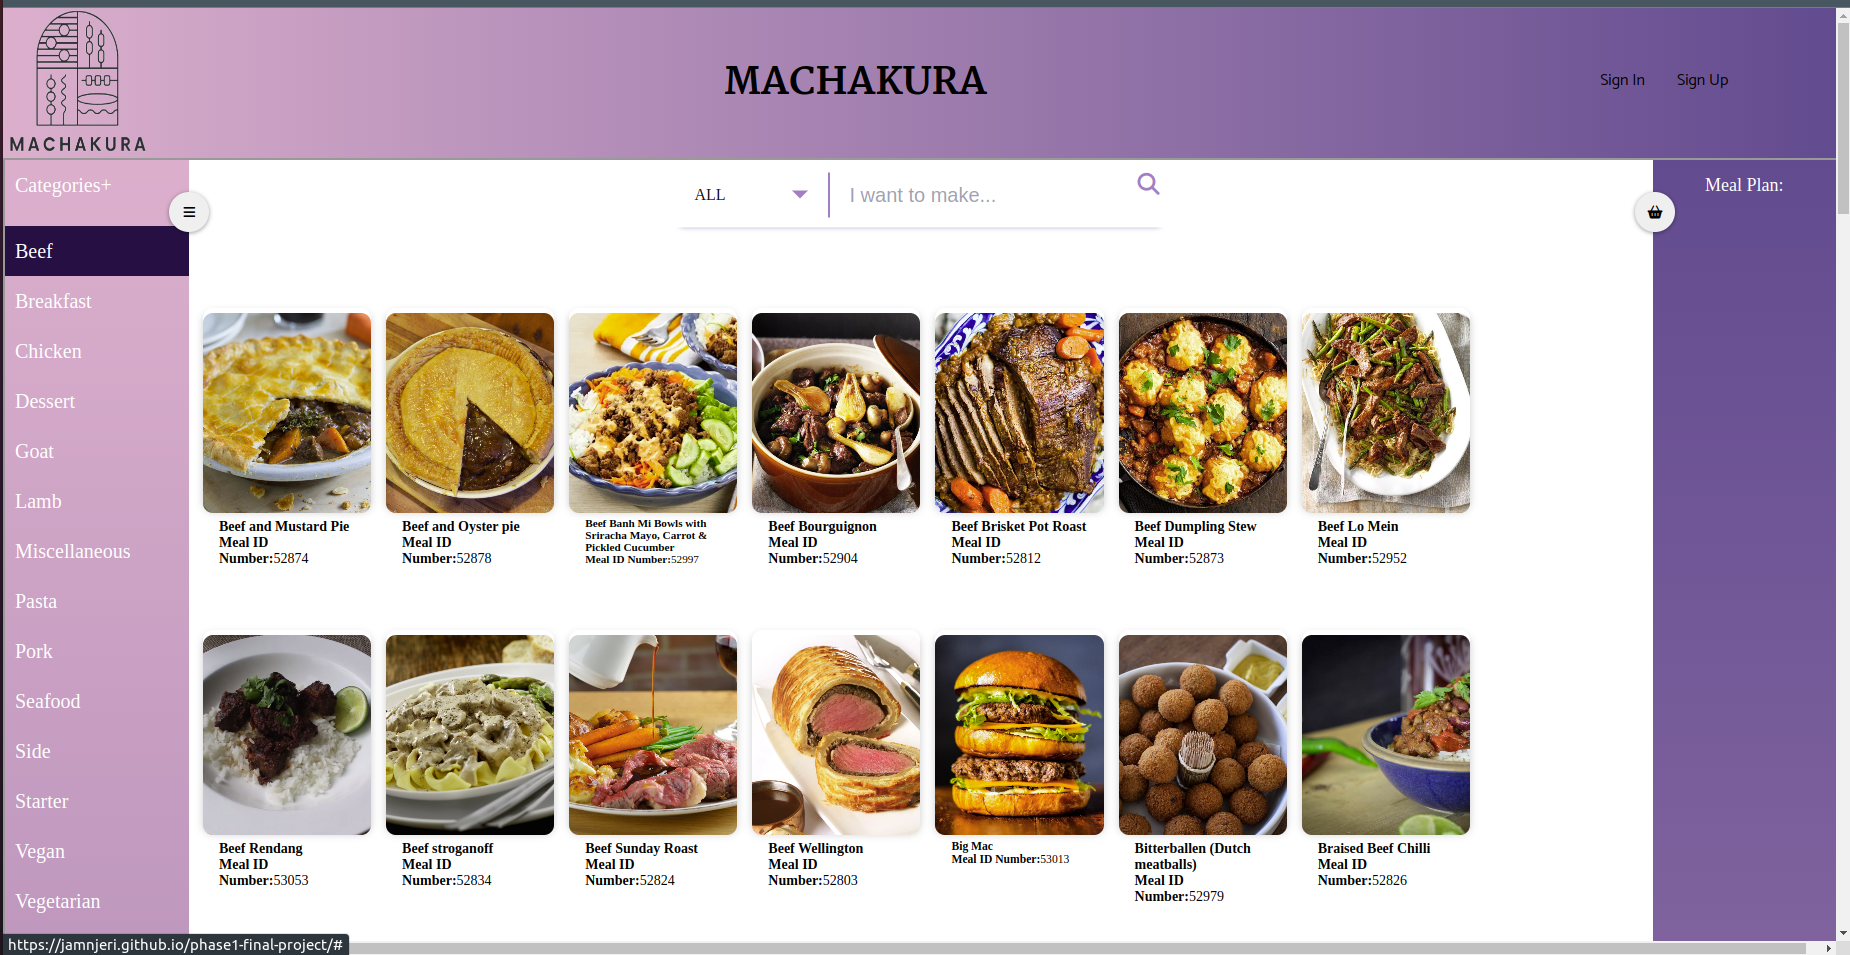 MACHAKURA
MACHAKURA
Sign In
Sign Up
Categories+
Beef
Breakfast
Chicken
Dessert
Goat
Lamb
Miscellaneous
Pasta
Pork
Seafood
Side
Starter
Vegan
Vegetarian
ALL
I want to make...
Meal Plan:
Beef and Mustard Pie
Meal ID
Number:52874
Beef and Oyster pie
Meal ID
Number:52878
Beef Banh Mi Bowls with
Sriracha Mayo, Carrot &
Pickled Cucumber
Meal ID Number:52997
Beef Bourguignon
Meal ID
Number:52904
Beef Brisket Pot Roast
Meal ID
Number:52812
Beef Dumpling Stew
Meal ID
Number:52873
Beef Lo Mein
Meal ID
Number:52952
Beef Rendang
Meal ID
Number:53053
Beef stroganoff
Meal ID
Number:52834
Beef Sunday Roast
Meal ID
Number:52824
Beef Wellington
Meal ID
Number:52803
Big Mac
Meal ID Number:53013
Bitterballen (Dutch
meatballs)
Meal ID
Number:52979
Braised Beef Chilli
Meal ID
Number:52826
https://jamnjeri.github.io/phase1-final-project/#